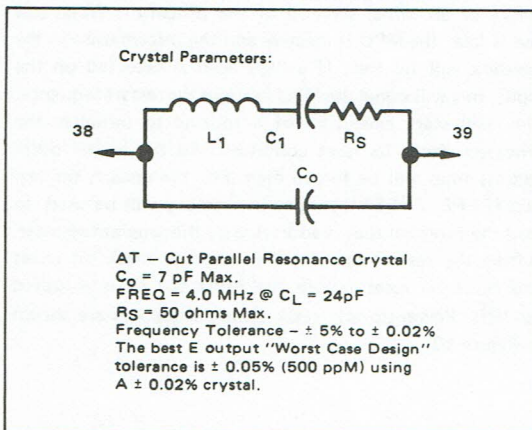 Crystal Parameters:
38
39
L1
C1
RS
Co
AT – Cut Parallel Resonance Crystal
Co = 7 pF Max.
FREQ = 4.0 MHz @ CL = 24pF
RS = 50 ohms Max.
Frequency Tolerance – ± 5% to ± 0.02%
The best E output "Worst Case Design"
tolerance is ± 0.05% (500 ppM) using
A ± 0.02% crystal.